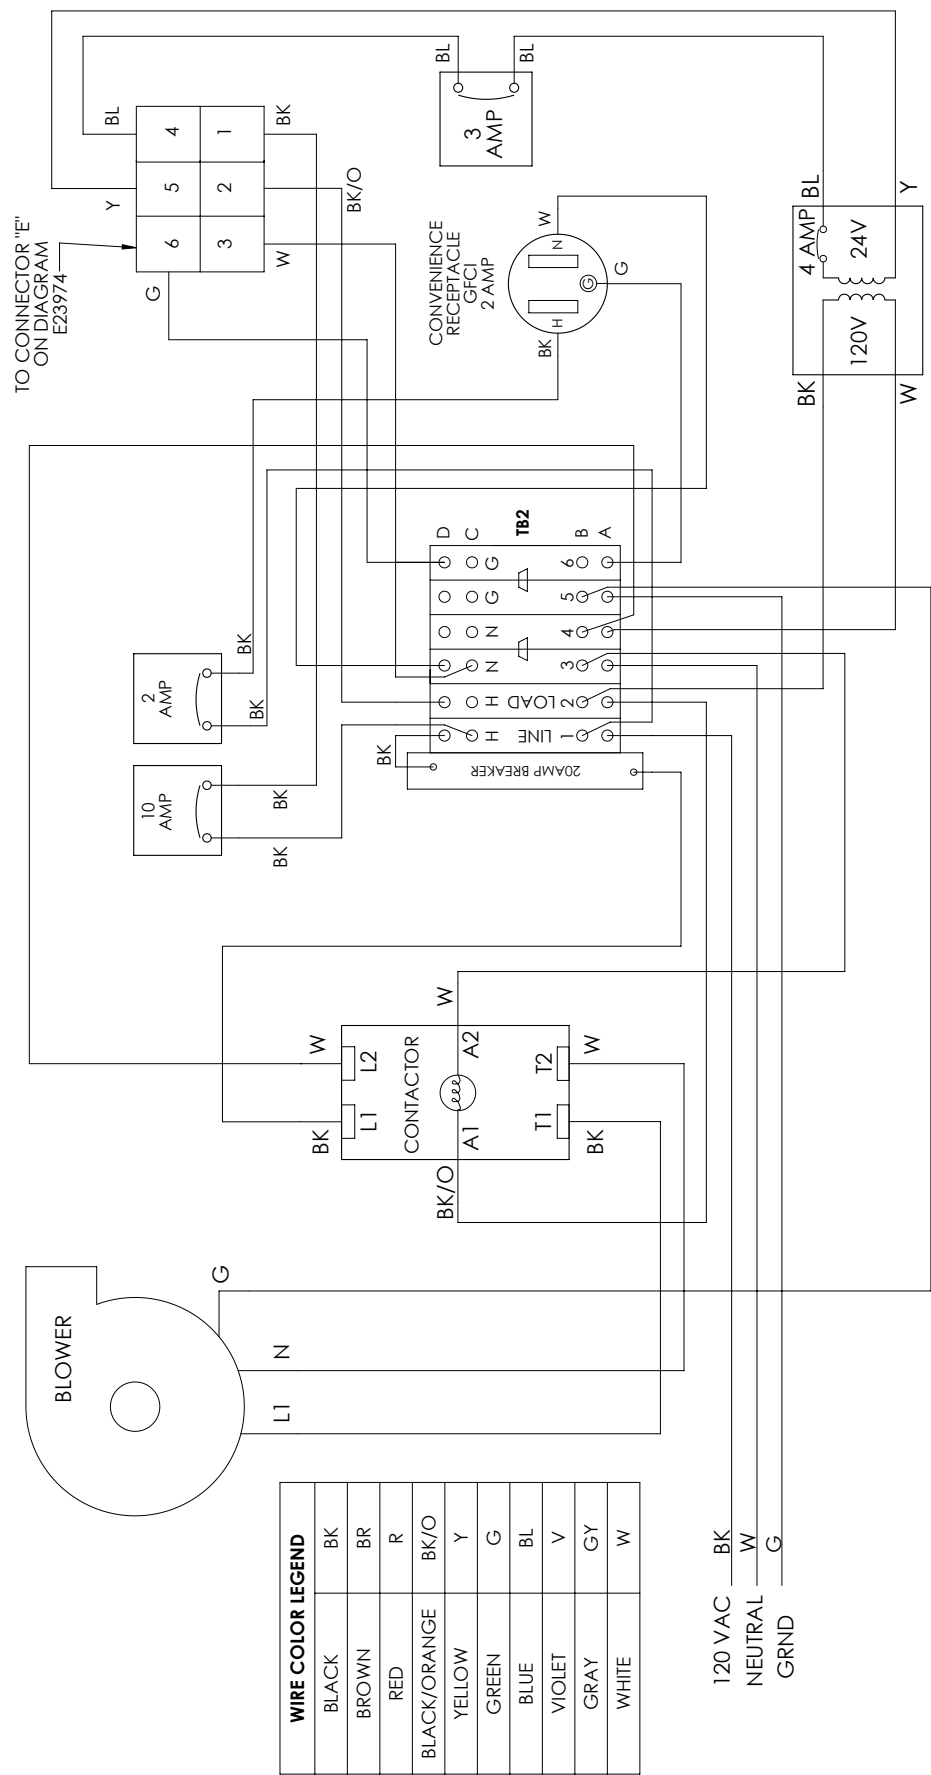 TO CONNECTOR "E"
ON DIAGRAM
E23974
G
Y
BL
6
5
4
3
2
1
W
BK/O
BK
BL
BL
3
AMP
CONVENIENCE
RECEPTACLE
GFCI
2 AMP
BK
H
G
N
W
G
4 AMP
BL
24V
Y
120V
BK
W
2
AMP
BK
BK
10
AMP
BK
BK
BK
20AMP BREAKER
D
C
TB2
B
A
G
6
G
5
N
4
N
3
H
LOAD
2
H
LINE
1
W
BK
L2
L1
CONTACTOR
W
A2
A1
BK/O
T2
T1
W
BK
BLOWER
G
N
L1
WIRE COLOR LEGEND
BLACK BK
BROWN BR
RED R
BLACK/ORANGE BK/O
YELLOW Y
GREEN G
BLUE BL
VIOLET V
GRAY GY
WHITE W
120 VAC BK
NEUTRAL W
GRND G